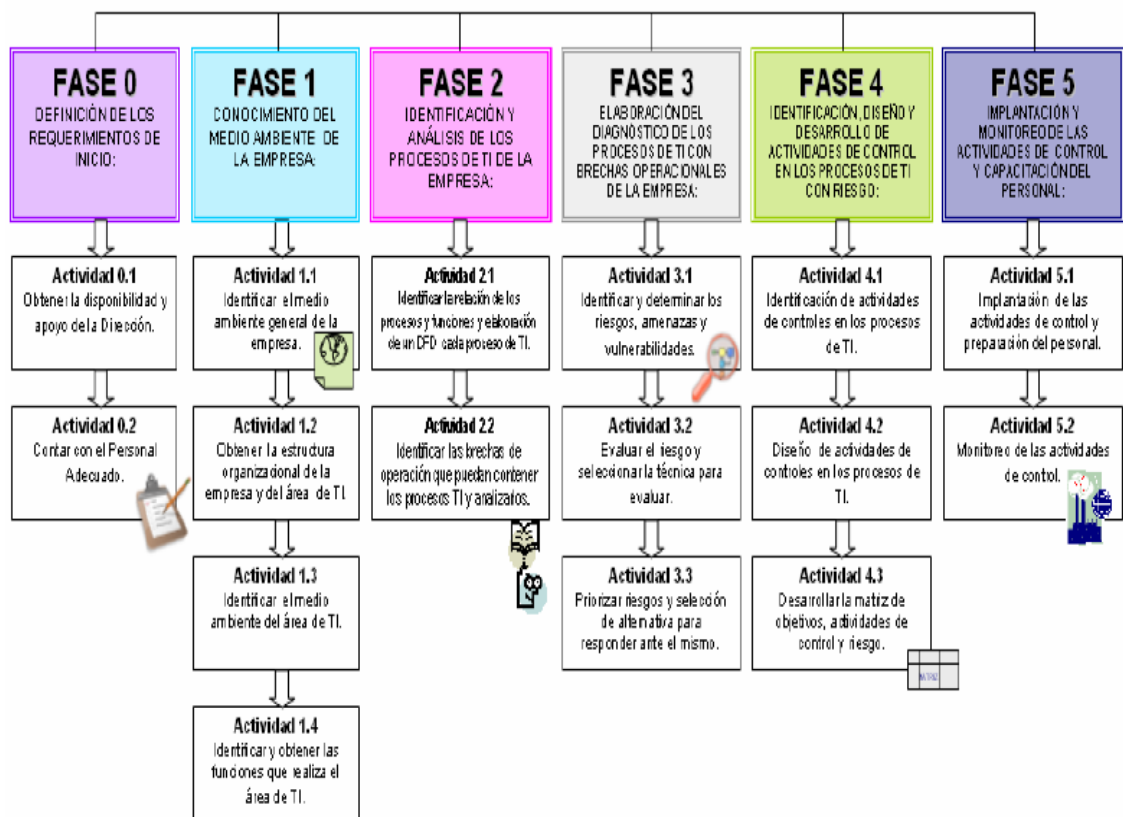 FASE 0
DEFINICIÓN DE LOS
REQUERIMIENTOS DE
INICIO:
Actividad 0.1
Obtener la disponibilidad y
apoyo de la Dirección.
Actividad 0.2
Contar con el Personal
Adecuado.
FASE 1
CONOCIMIENTO DEL
MEDIO AMBIENTE DE
LA EMPRESA:
Actividad 1.1
Identificar el medio
ambiente general de la
empresa.
Actividad 1.2
Obtener la estructura
organizacional de la
empresa y del área de TI.
Actividad 1.3
Identificar el medio
ambiente del área de TI.
Actividad 1.4
Identificar y obtener las
funciones que realiza el
área de TI.
FASE 2
IDENTIFICACIÓN Y
ANÁLISIS DE LOS
PROCESOS DE TI DE LA
EMPRESA:
Actividad 2.1
Identificar la relación de los
procesos y funciones y elaboración
de un DFD cada proceso de TI.
Actividad 2.2
Identificar las brechas de
operación que puedan contener
los procesos TI y analizarlos.
FASE 3
ELABORACIÓN DEL
DIAGNÓSTICO DE LOS
PROCESOS DE TI CON
BRECHAS OPERACIONALES
DE LA EMPRESA:
Actividad 3.1
Identificar y determinar los
riesgos, amenazas y
vulnerabilidades.
Actividad 3.2
Evaluar el riesgo y
seleccionar la técnica para
evaluar.
Actividad 3.3
Priorizar riesgos y selección
de alternativa para
responder ante el mismo.
FASE 4
IDENTIFICACIÓN, DISEÑO Y
DESARROLLO DE
ACTIVIDADES DE CONTROL
EN LOS PROCESOS DE TI
CON RIESGO:
Actividad 4.1
Identificación de actividades
de controles en los procesos
de TI.
Actividad 4.2
Diseño de actividades de
controles en los procesos de
TI.
Actividad 4.3
Desarrollar la matriz de
objetivos, actividades de
control y riesgo.
MATRIZ
FASE 5
IMPLANTACIÓN Y
MONITOREO DE LAS
ACTIVIDADES DE CONTROL
Y CAPACITACIÓN DEL
PERSONAL:
Actividad 5.1
Implantación de las
actividades de control y
preparación del personal.
Actividad 5.2
Monitoreo de las actividades
de control.